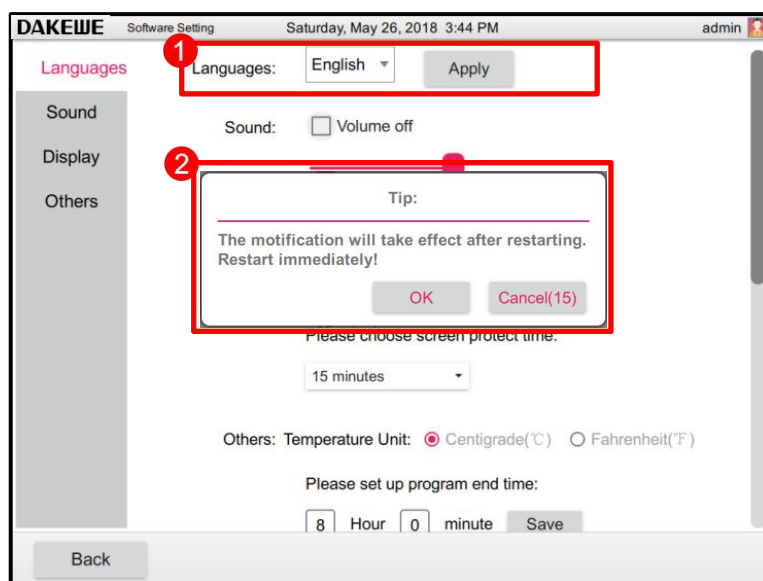 DAKEWE Software Setting Saturday, May 26, 2018 3:44 PM admin
1
Languages Languages: English Apply
Sound Sound: Volume off
Display
2
Others
Tip:
The motification will take effect after restarting.
Restart immediately!
OK Cancel(15)
Please choose screen protect time:
15 minutes
Others: Temperature Unit: Centigrade(℃) Fahrenheit(℉)
Please set up program end time:
8 Hour 0 minute Save
Back